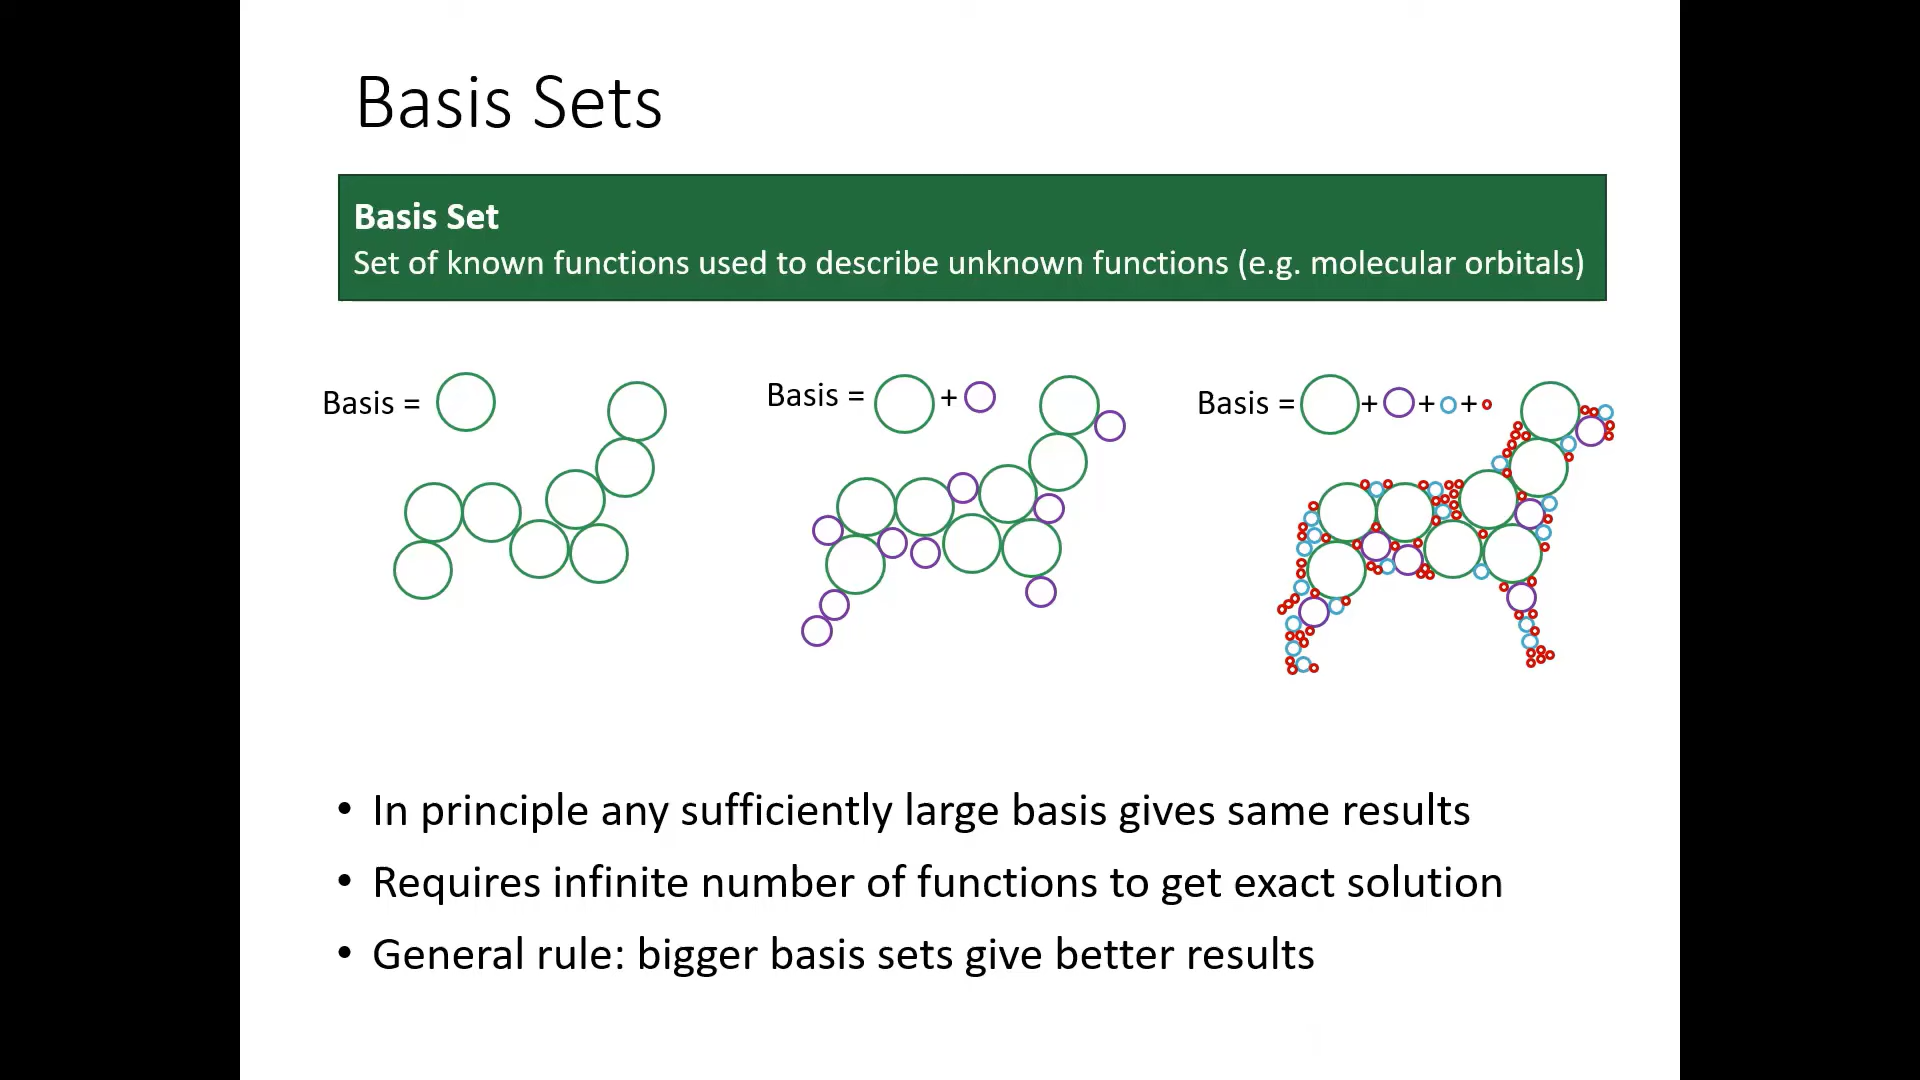 Basis Sets
Basis Set
Set of known functions used to describe unknown functions (e.g. molecular orbitals)
Basis =
Basis = +
Basis = + + +
• In principle any sufficiently large basis gives same results
• Requires infinite number of functions to get exact solution
• General rule: bigger basis sets give better results